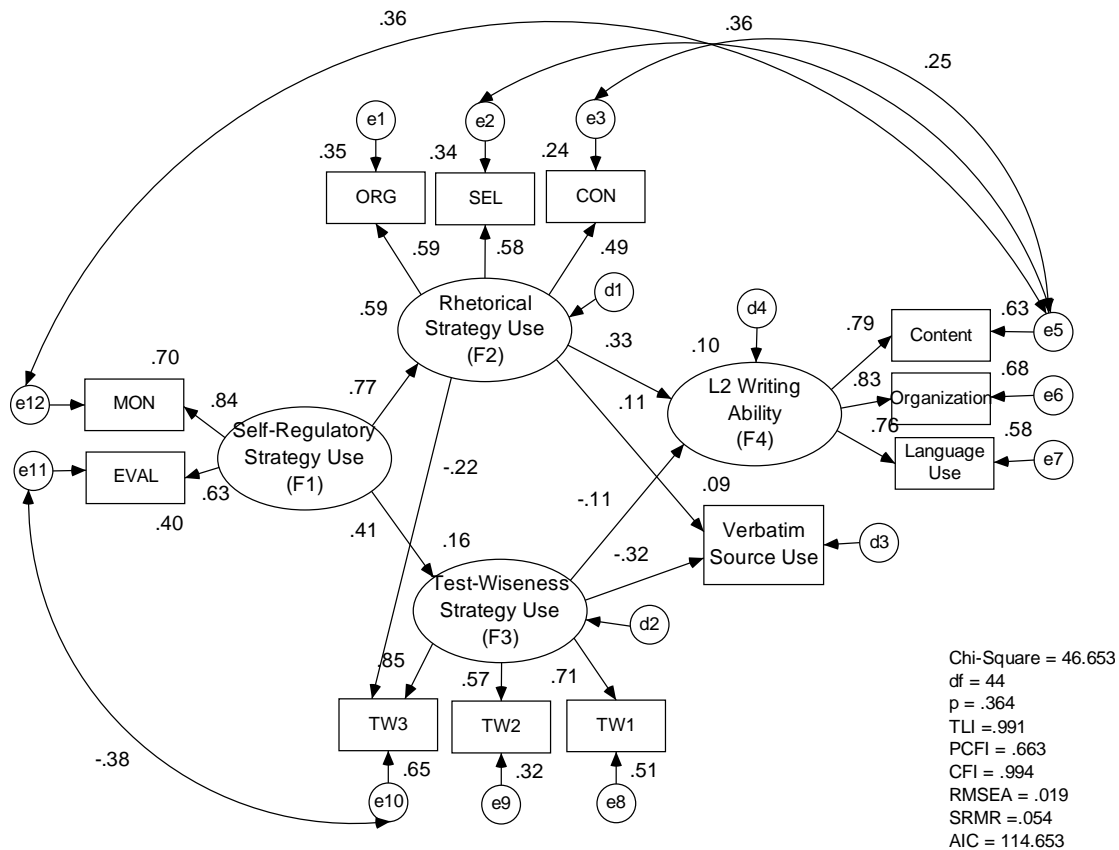 .36
.36
.25
e1
e2
e3
.35
.34
.24
ORG
SEL
CON
.59
.58
.49
d1
.59
Rhetorical
Strategy Use
(F2)
d4
.63
.79
Content
e5
.33
.10
.70
.68
.77
L2 Writing
Ability
(F4)
.83
Organization
e6
e12
MON
.84
.11
.76
.58
Self-Regulatory
Strategy Use
(F1)
Language
Use
e7
e11
EVAL
.63
-.22
.40
.41
-.11
.09
.16
Verbatim
Source Use
d3
-.32
Test-Wiseness
Strategy Use
(F3)
d2
.85
.57
.71
TW3
TW2
TW1
-.38
.65
.32
.51
e10
e9
e8
Chi-Square = 46.653
df = 44
p = .364
TLI =.991
PCFI = .663
CFI = .994
RMSEA = .019
SRMR =.054
AIC = 114.653